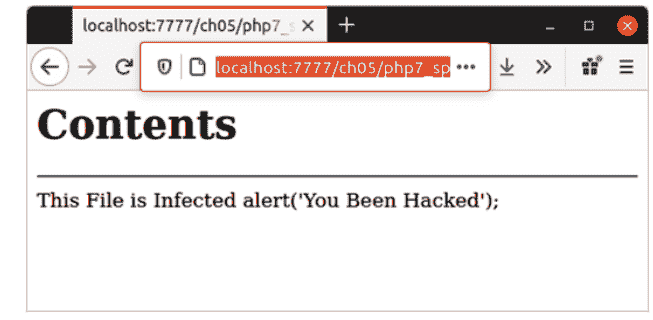 localhost:7777/ch05/php7_s
localhost:7777/ch05/php7_sp
Contents
This File is Infected alert('You Been Hacked');